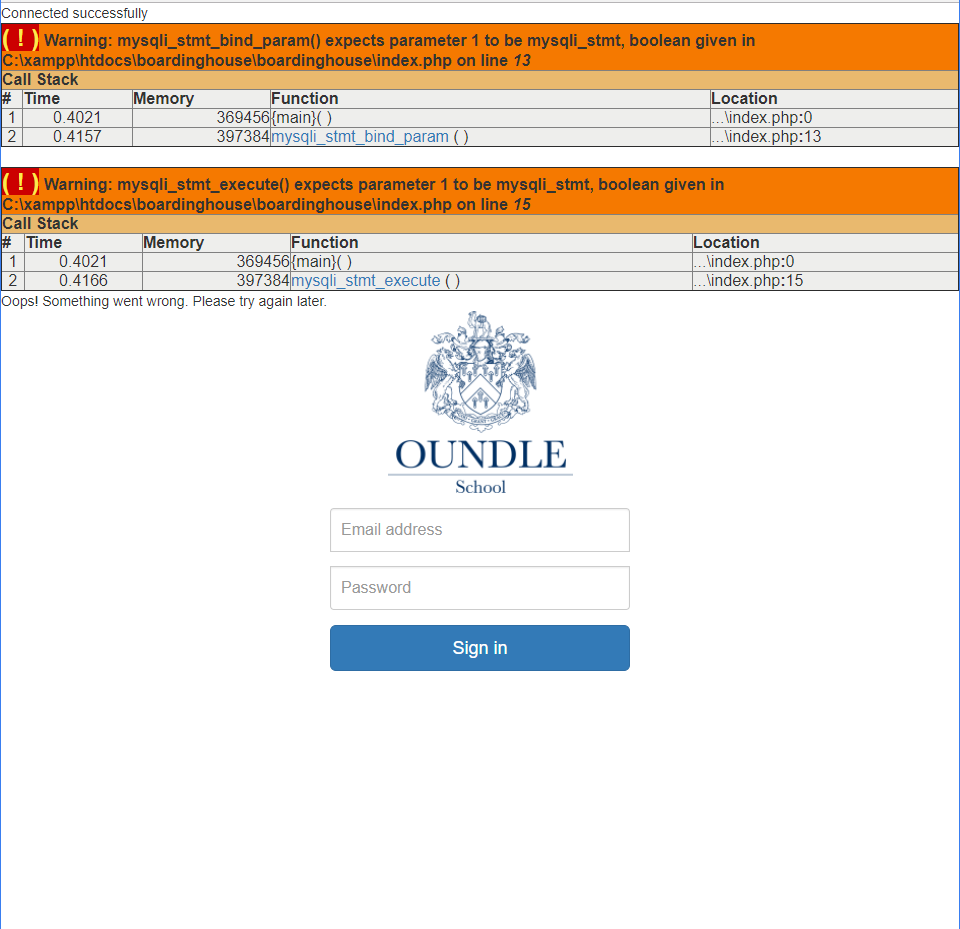 Connected successfully
( ! ) Warning: mysqli_stmt_bind_param() expects parameter 1 to be mysqli_stmt, boolean given in
C:\xampp\htdocs\boardinghouse\boardinghouse\index.php on line 13
Call Stack
# Time Memory Function Location
1 0.4021 369456 {main}( ) ...\index.php:0
2 0.4157 397384 mysqli_stmt_bind_param ( ) ...\index.php:13
( ! ) Warning: mysqli_stmt_execute() expects parameter 1 to be mysqli_stmt, boolean given in
C:\xampp\htdocs\boardinghouse\boardinghouse\index.php on line 15
Call Stack
# Time Memory Function Location
1 0.4021 369456 {main}( ) ...\index.php:0
2 0.4166 397384 mysqli_stmt_execute ( ) ...\index.php:15
Oops! Something went wrong. Please try again later.
OUNDLE
School
Email address
Password
Sign in